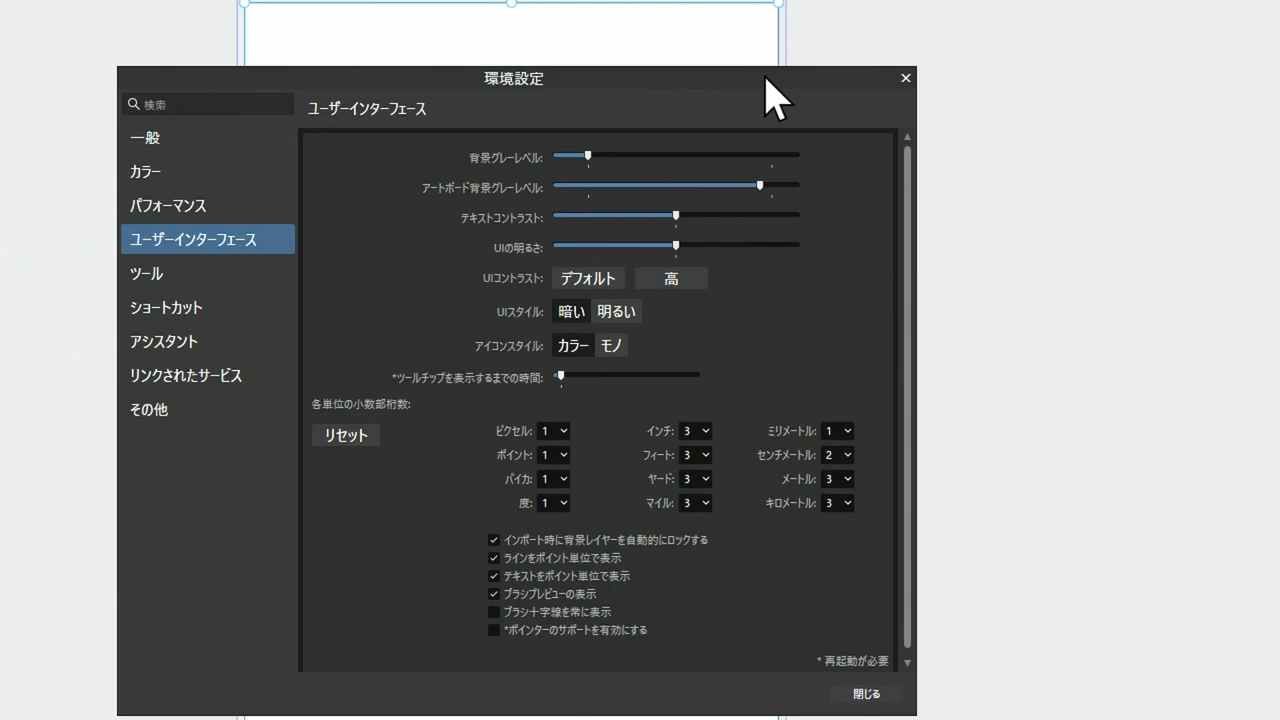 環境設定
検索
一般
カラー
パフォーマンス
ユーザーインターフェース
ツール
ショートカット
アシスタント
リンクされたサービス
その他
ユーザーインターフェース
背景グレーレベル:
アートボード背景グレーレベル:
テキストコントラスト:
UIの明るさ:
UIコントラスト: デフォルト 高
UIスタイル: 暗い 明るい
アイコンスタイル: カラー モノ
*ツールチップを表示するまでの時間:
各単位の小数部桁数:
リセット
ピクセル: 1 インチ: 3 ミリメートル: 1
ポイント: 1 フィート: 3 センチメートル: 2
パイカ: 1 ヤード: 3 メートル: 3
度: 1 マイル: 3 キロメートル: 3
インポート時に背景レイヤーを自動的にロックする
ラインをポイント単位で表示
テキストをポイント単位で表示
ブラシプレビューの表示
ブラシ十字線を常に表示
*ポインターのサポートを有効にする
* 再起動が必要
閉じる